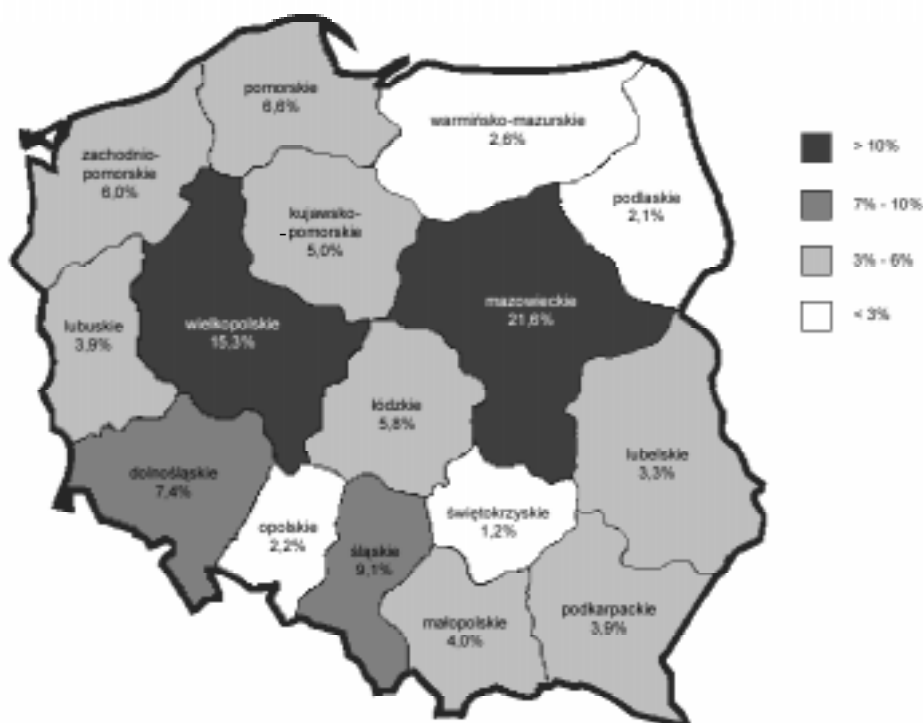 pomorskie
6,6%
warmińsko-mazurskie
2,6%
zachodnio-
pomorskie
6,0%
podlaskie
2,1%
kujawsko-
-pomorskie
5,0%
mazowieckie
21,6%
wielkopolskie
15,3%
lubuskie
3,9%
łódzkie
5,8%
lubelskie
3,3%
dolnośląskie
7,4%
opolskie
2,2%
śląskie
9,1%
świętokrzyskie
1,2%
małopolskie
4,0%
podkarpackie
3,9%
> 10%
7% - 10%
3% - 6%
< 3%